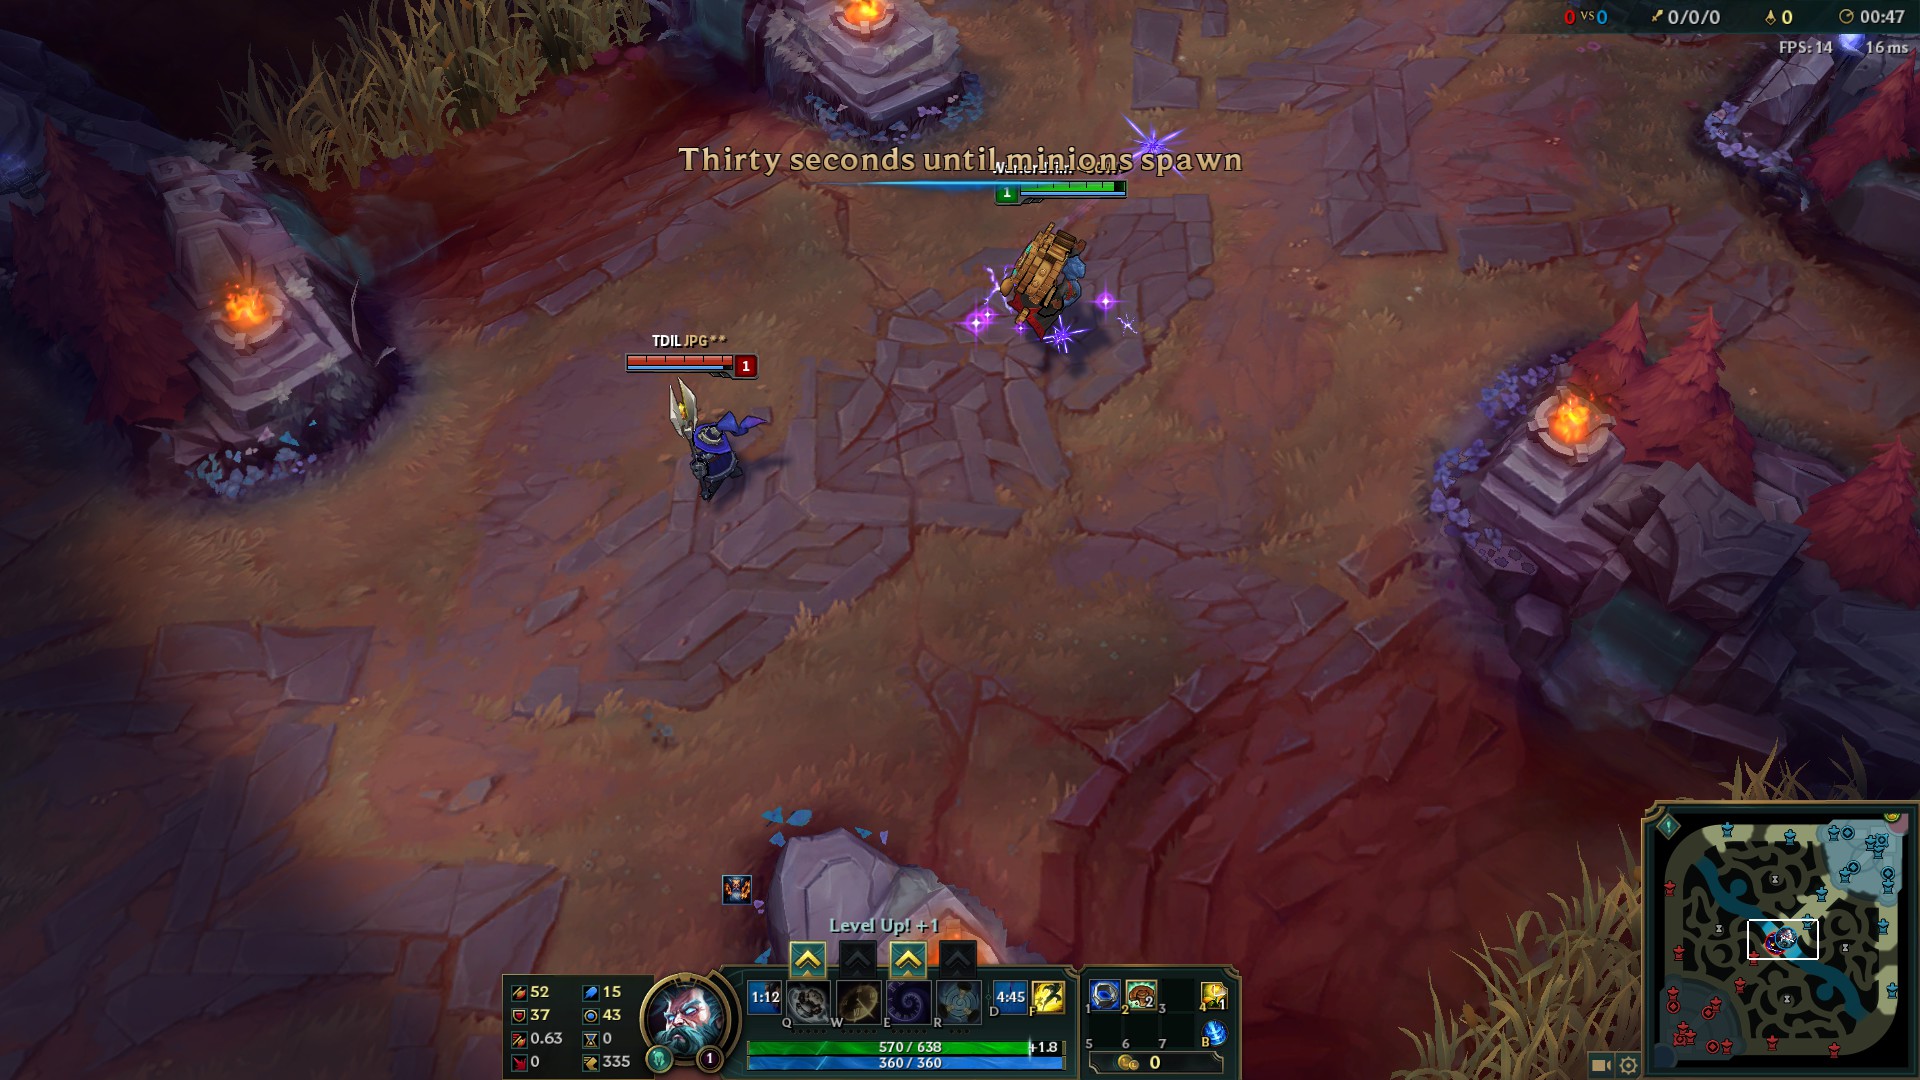 0 VS 0 0/0/0 0 00:47
FPS: 14 16 ms
Thirty seconds until minions spawn
1
TDIL JPG**
1
Level Up! +1
52 15
37 43
0.63 0
0 335
1
1:12 Q W E R 4:45 D F
570 / 638 +1.8
360 / 360
1 2 2 3 4 1
5 6 7 B
0